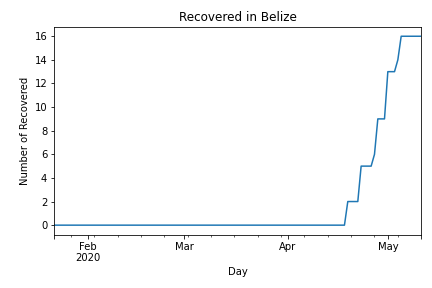 Recovered in Belize
Number of Recovered
16
14
12
10
8
6
4
2
0
Feb
2020
Mar
Apr
May
Day